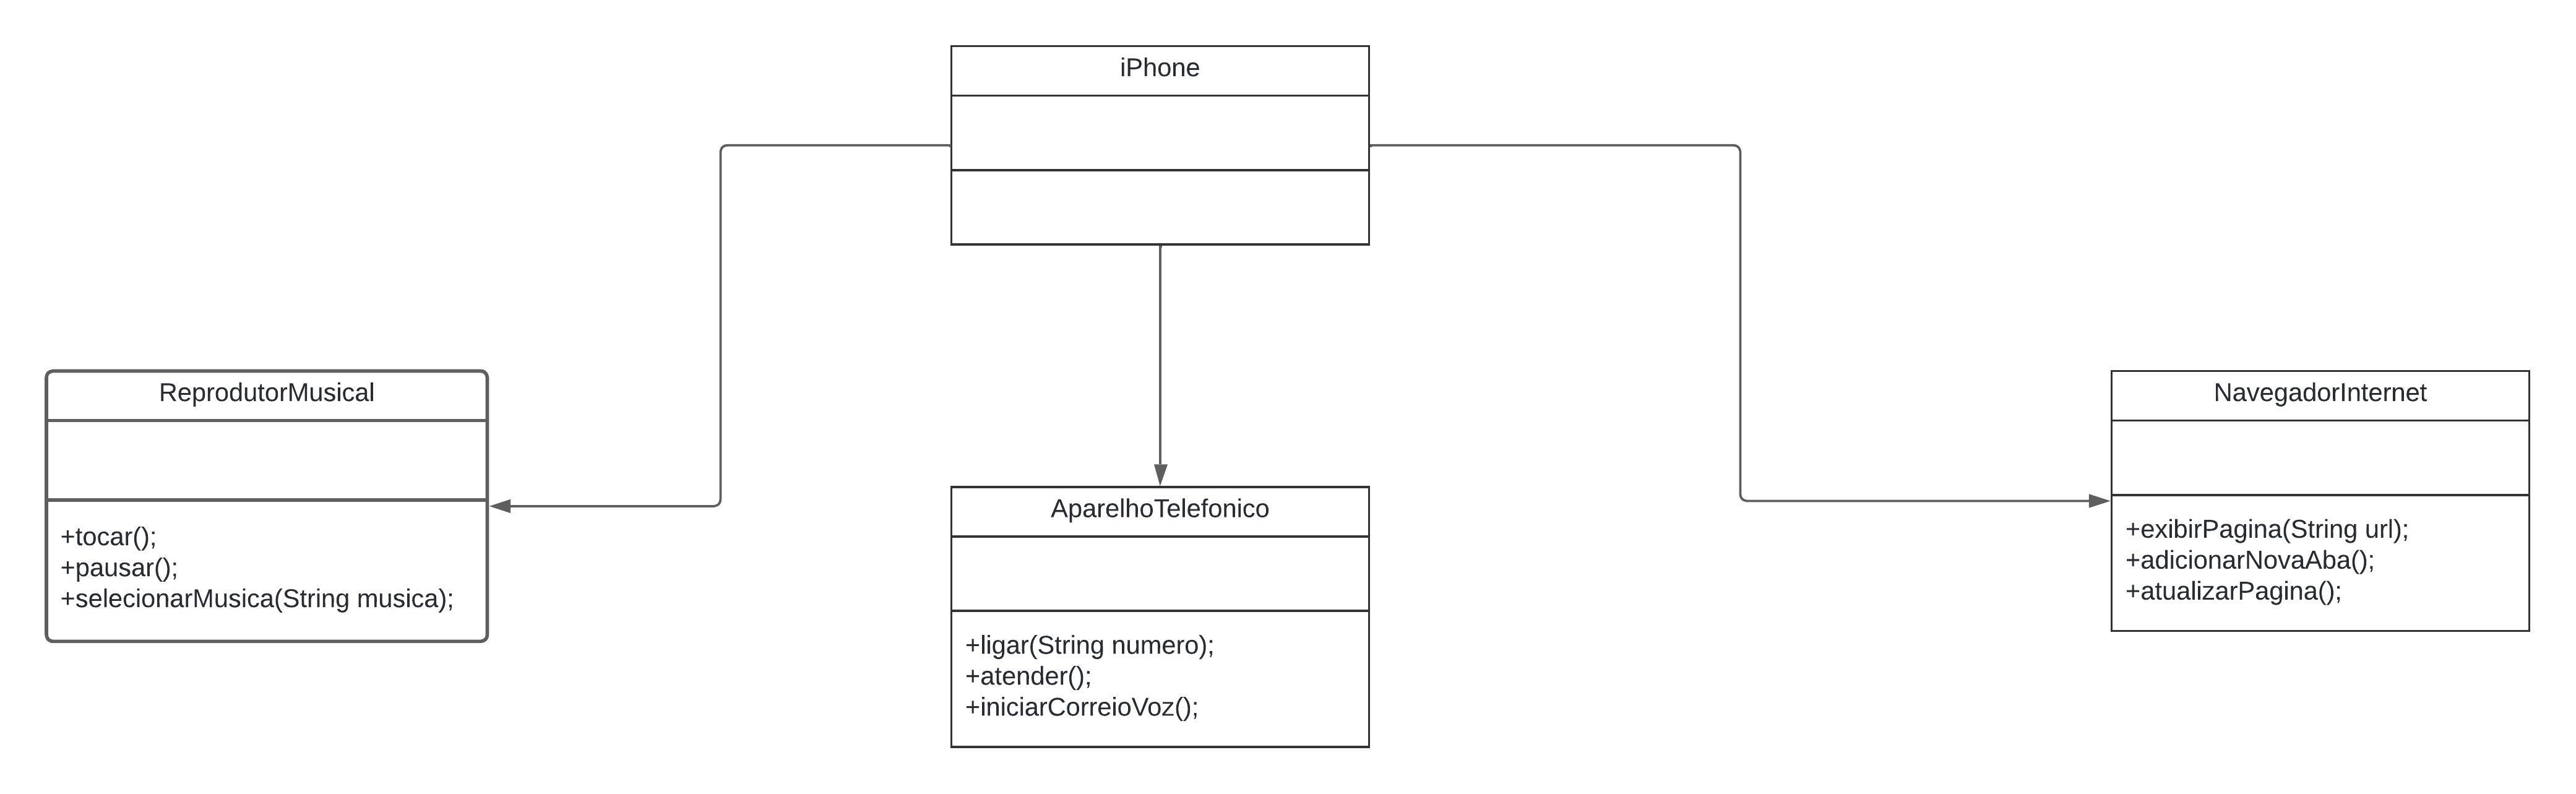 iPhone
ReprodutorMusical
+tocar();
+pausar();
+selecionarMusica(String musica);
AparelhoTelefonico
+ligar(String numero);
+atender();
+iniciarCorreioVoz();
NavegadorInternet
+exibirPagina(String url);
+adicionarNovaAba();
+atualizarPagina();